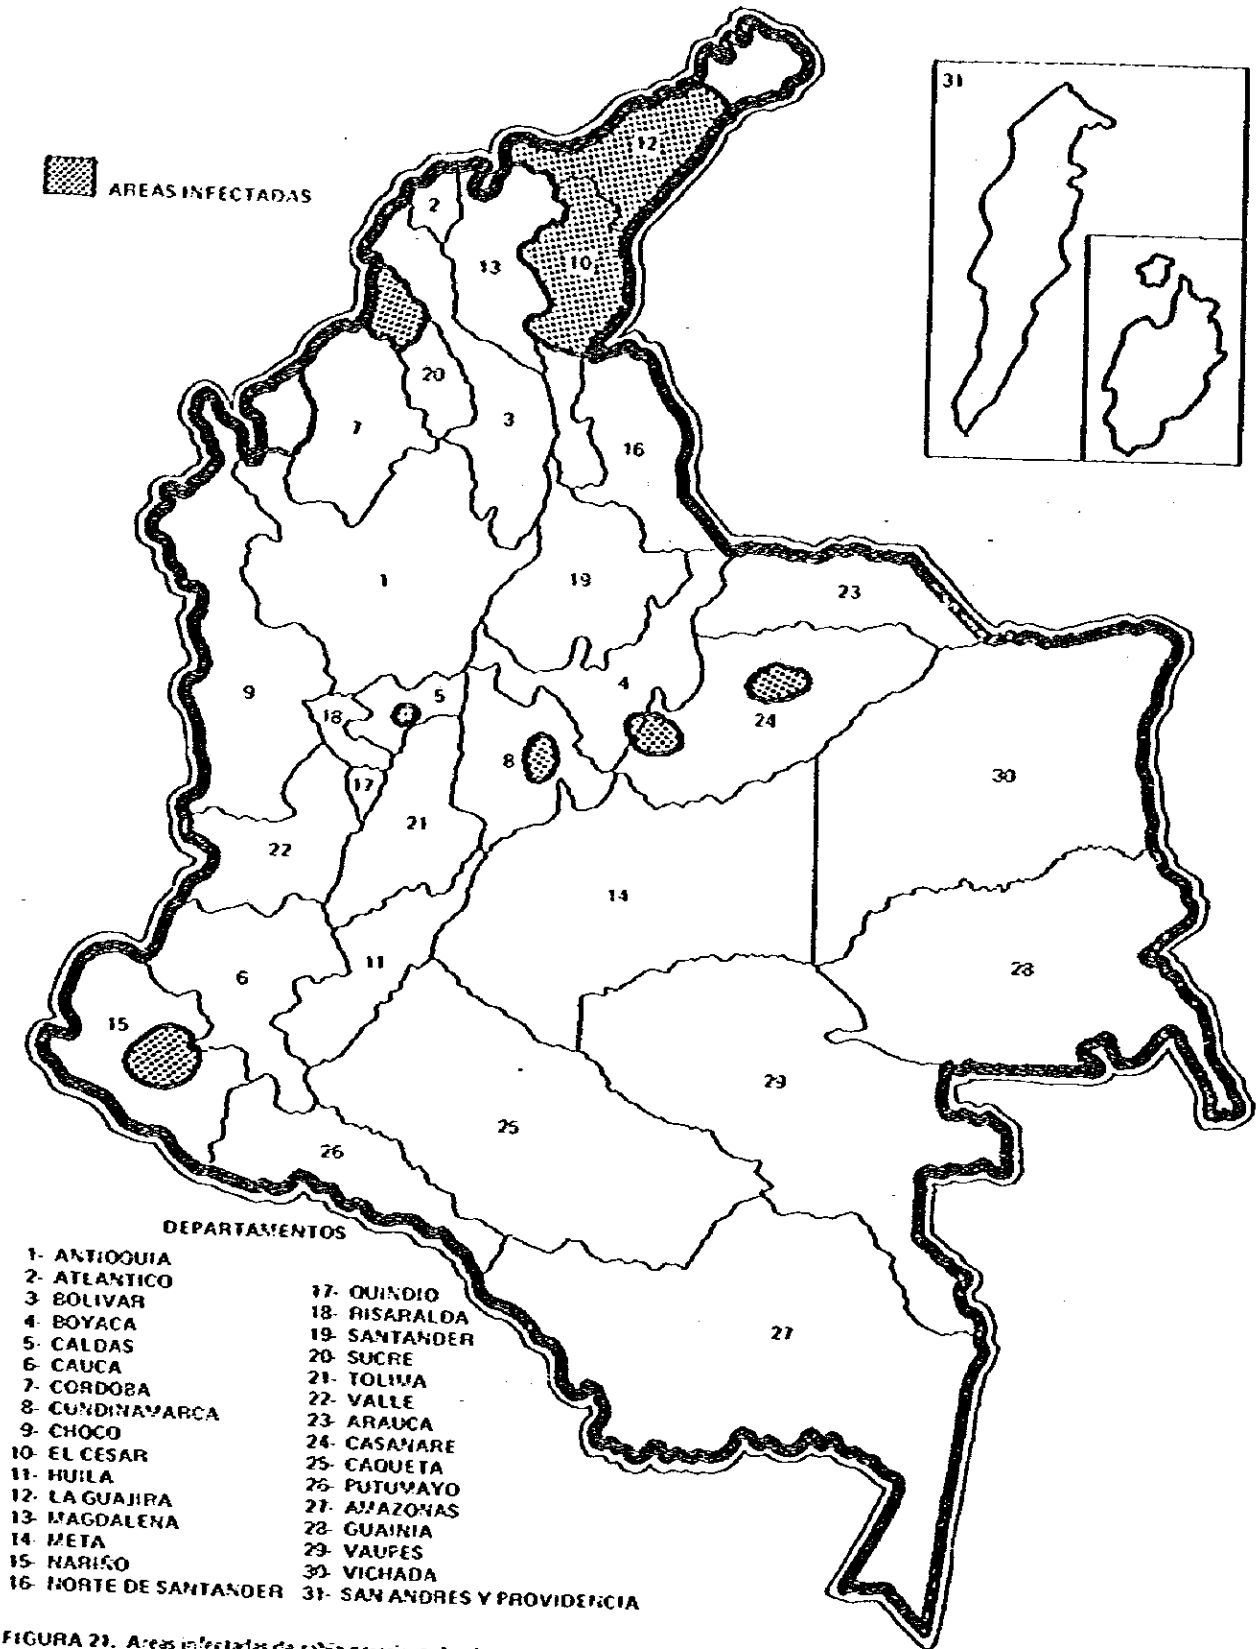 AREAS INFECTADAS
31
12
2
13
10
20
7
3
16
1
19
23
9
18
5
4
24
8
17
30
21
22
14
11
6
28
15
29
25
26
27
DEPARTAMENTOS
1- ANTIOQUIA
2- ATLANTICO
3- BOLIVAR
4- BOYACA
5- CALDAS
6- CAUCA
7- CORDOBA
8- CUNDINAMARCA
9- CHOCO
10- EL CESAR
11- HUILA
12- LA GUAJIRA
13- MAGDALENA
14- META
15- NARIÑO
16- NORTE DE SANTANDER
17- QUINDIO
18- RISARALDA
19- SANTANDER
20- SUCRE
21- TOLIMA
22- VALLE
23- ARAUCA
24- CASANARE
25- CAQUETA
26- PUTUMAYO
27- AMAZONAS
28- GUAINIA
29- VAUPES
30- VICHADA
31- SAN ANDRES Y PROVIDENCIA
FIGURA 21. Areas infectadas de